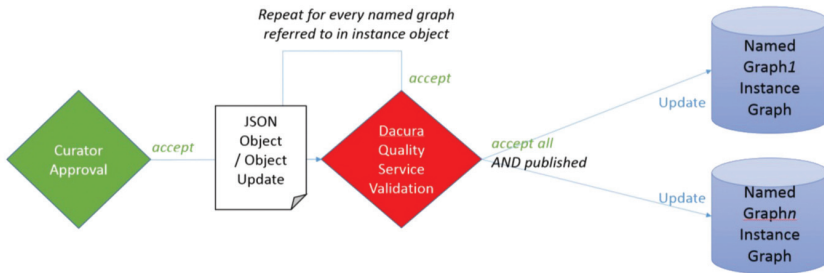 Repeat for every named graph
referred to in instance object
accept
Curator
Approval
accept
JSON
Object
/ Object
Update
Dacura
Quality
Service
Validation
accept all
AND published
Update
Named
Graph1
Instance
Graph
Update
Named
Graphn
Instance
Graph